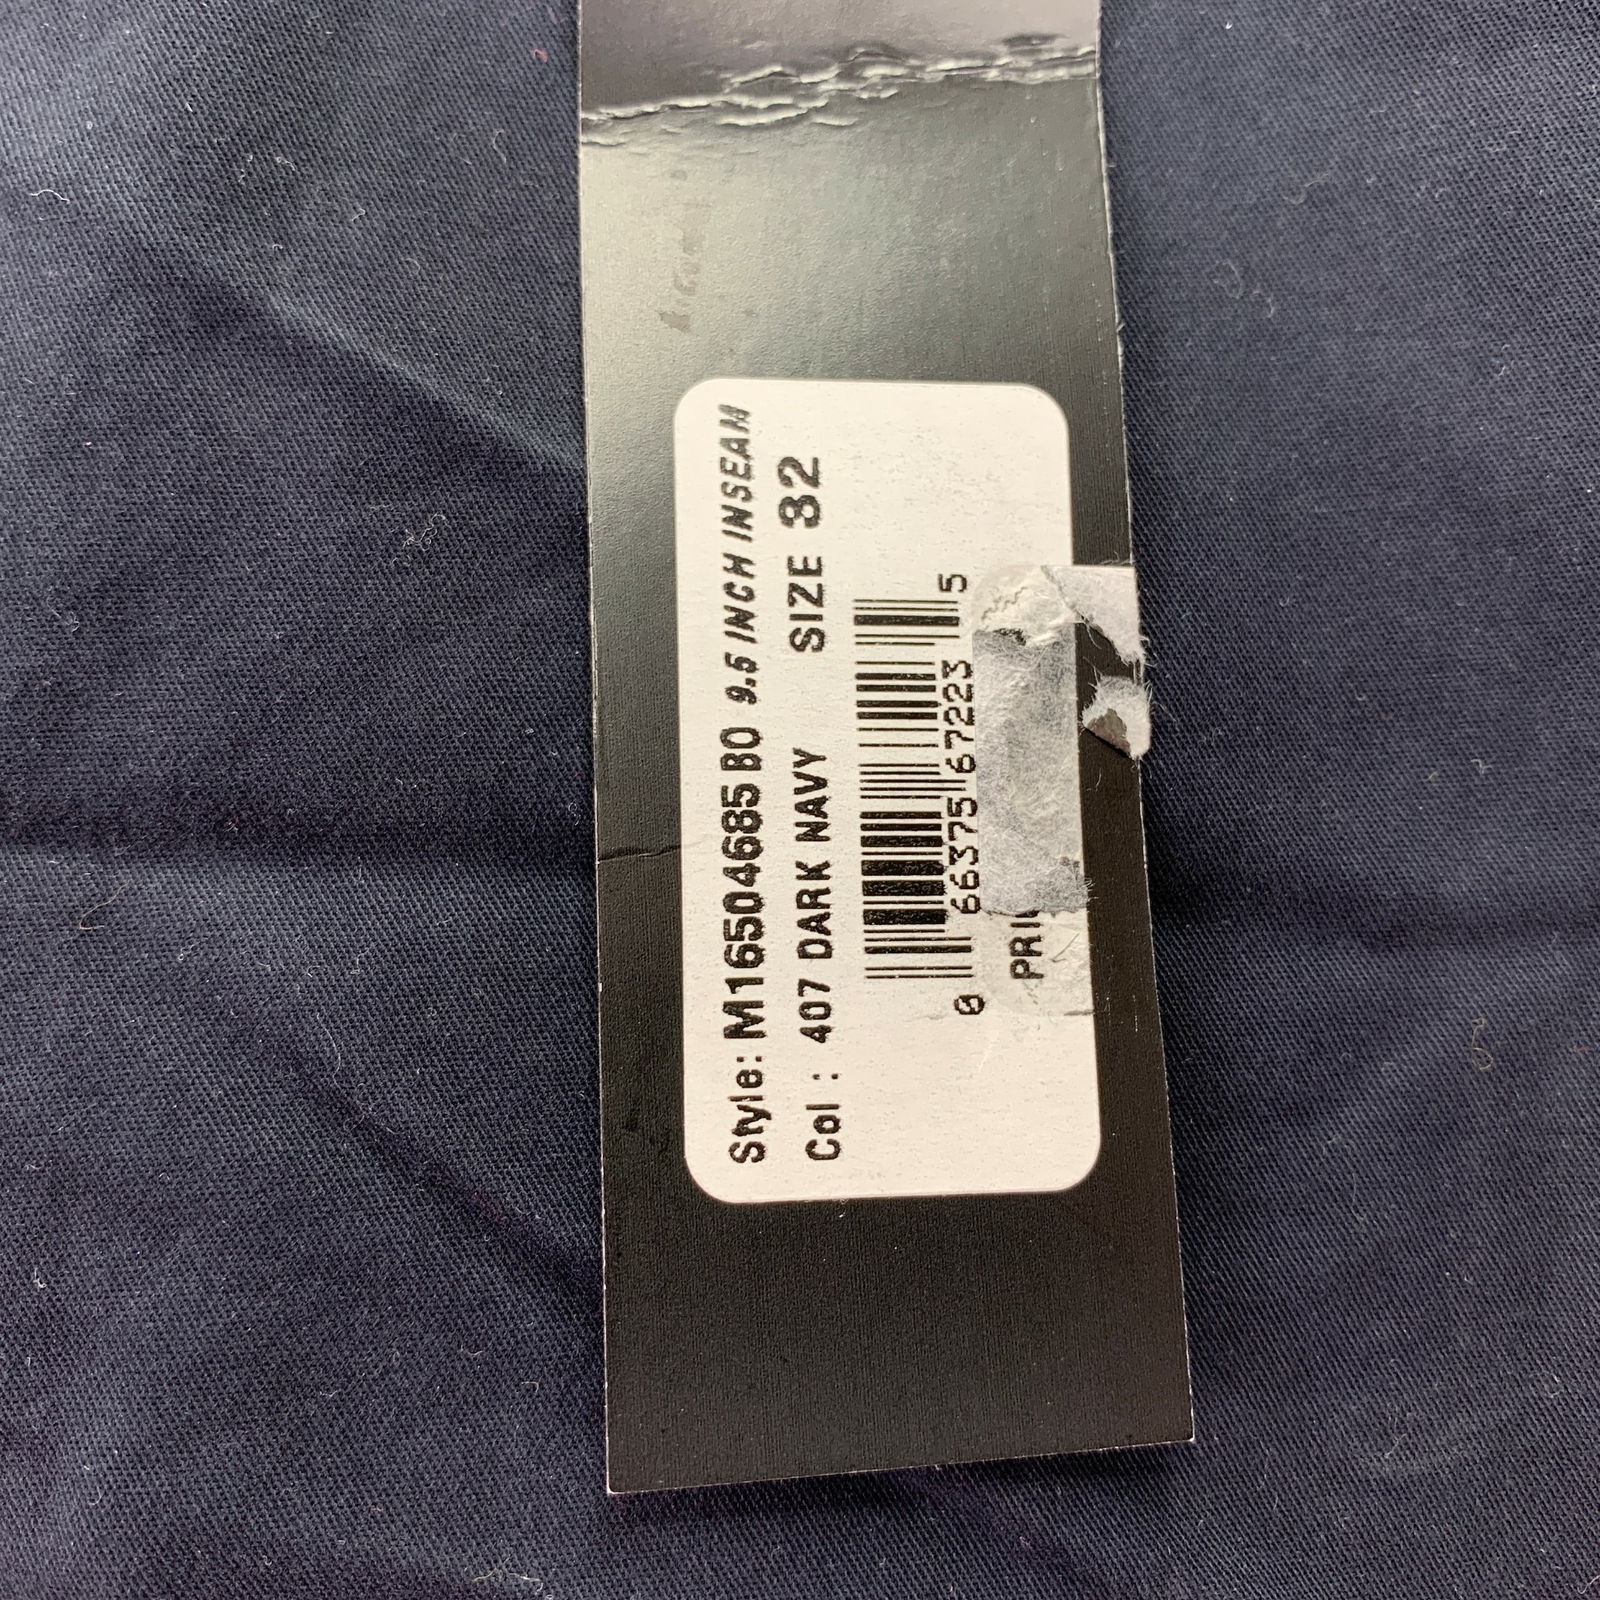 Style: M16504685 BO 9.5 INCH INSEAM
Col : 407 DARK NAVY SIZE 32
0 66375 67223 5